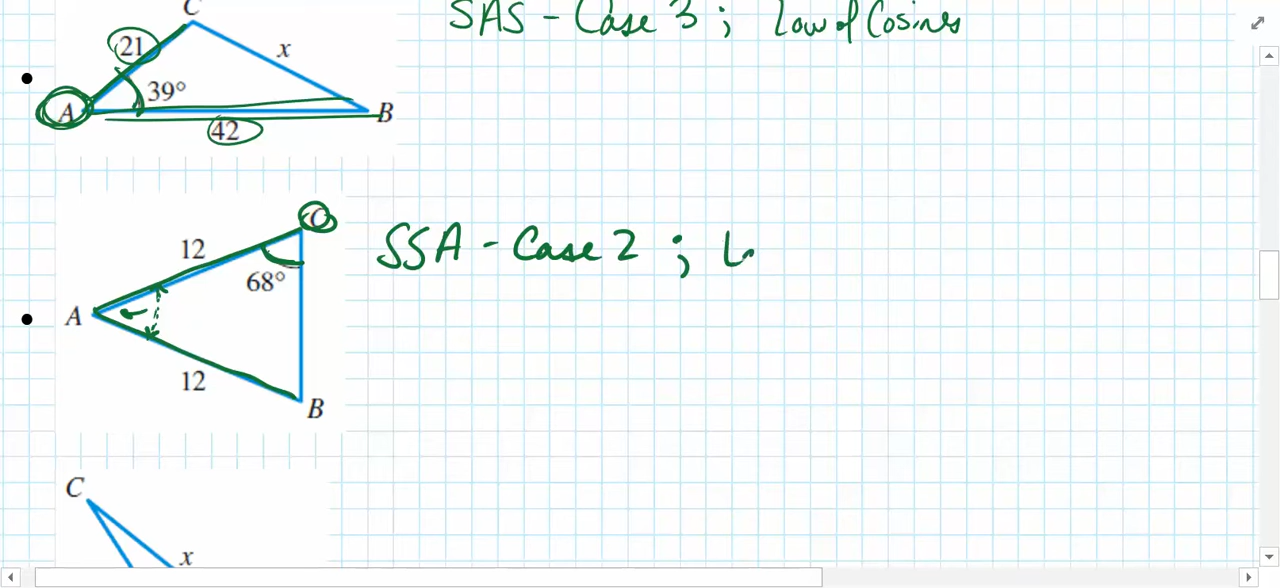 C
SAS - Case 3 ; Law of Cosines
21
x
39°
A
B
42
C
12
SSA - Case 2 ; L
68°
A
12
B
C
x